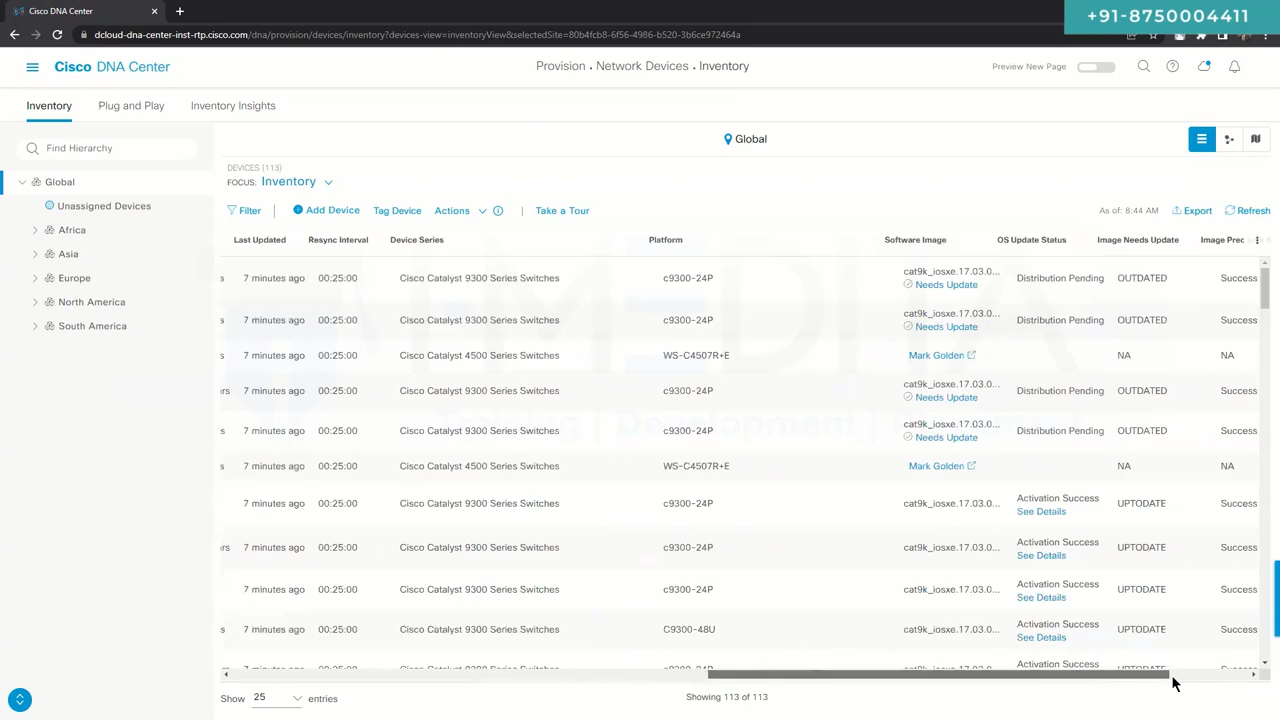 Cisco DNA Center
+91-8750004411
dcloud-dna-center-inst-rtp.cisco.com/dna/provision/devices/inventory?devices-view=inventoryView&selectedSite=80b4fcb8-6f56-4986-b520-3b6ce972464a
Cisco DNA Center
Provision • Network Devices • Inventory
Preview New Page
Inventory Plug and Play Inventory Insights
Find Hierarchy
Global
DEVICES (113)
FOCUS: Inventory
Global
Unassigned Devices
Africa
Asia
Europe
North America
South America
Filter Add Device Tag Device Actions Take a Tour As of: 8:44 AM Export Refresh
Last Updated Resync Interval Device Series Platform Software Image OS Update Status Image Needs Update Image Prec
s 7 minutes ago 00:25:00 Cisco Catalyst 9300 Series Switches c9300-24P cat9k_iosxe.17.03.0... Distribution Pending OUTDATED Success
Needs Update
7 minutes ago 00:25:00 Cisco Catalyst 9300 Series Switches c9300-24P cat9k_iosxe.17.03.0... Distribution Pending OUTDATED Success
Needs Update
7 minutes ago 00:25:00 Cisco Catalyst 4500 Series Switches WS-C4507R+E Mark Golden NA NA
rs 7 minutes ago 00:25:00 Cisco Catalyst 9300 Series Switches c9300-24P cat9k_iosxe.17.03.0... Distribution Pending OUTDATED Success
Needs Update
7 minutes ago 00:25:00 Cisco Catalyst 9300 Series Switches c9300-24P cat9k_iosxe.17.03.0... Distribution Pending OUTDATED Success
Needs Update
s 7 minutes ago 00:25:00 Cisco Catalyst 4500 Series Switches WS-C4507R+E Mark Golden NA NA
7 minutes ago 00:25:00 Cisco Catalyst 9300 Series Switches c9300-24P cat9k_iosxe.17.03.0... Activation Success UPTODATE Success
See Details
rs 7 minutes ago 00:25:00 Cisco Catalyst 9300 Series Switches c9300-24P cat9k_iosxe.17.03.0... Activation Success UPTODATE Success
See Details
7 minutes ago 00:25:00 Cisco Catalyst 9300 Series Switches c9300-24P cat9k_iosxe.17.03.0... Activation Success UPTODATE Success
See Details
s 7 minutes ago 00:25:00 Cisco Catalyst 9300 Series Switches C9300-48U cat9k_iosxe.17.03.0... Activation Success UPTODATE Success
See Details
7 minutes ago 00:25:00 Cisco Catalyst 9300 Series Switches c9300-24P cat9k_iosxe.17.03.0... Activation Success UPTODATE Success
Show 25 entries Showing 113 of 113